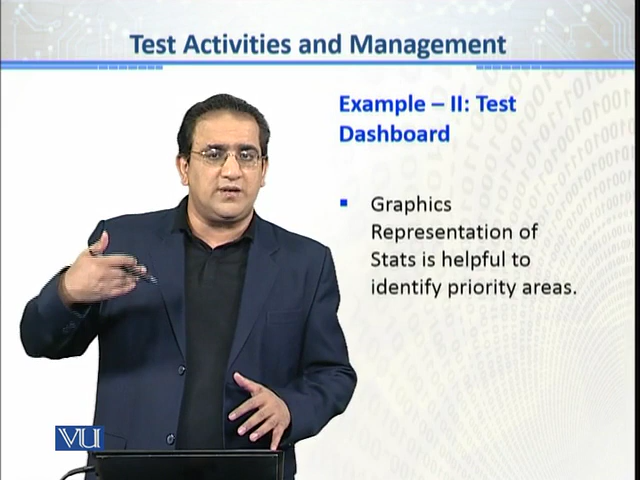 Test Activities and Management
Example – II: Test
Dashboard
Graphics
Representation of
Stats is helpful to
identify priority areas.
VU